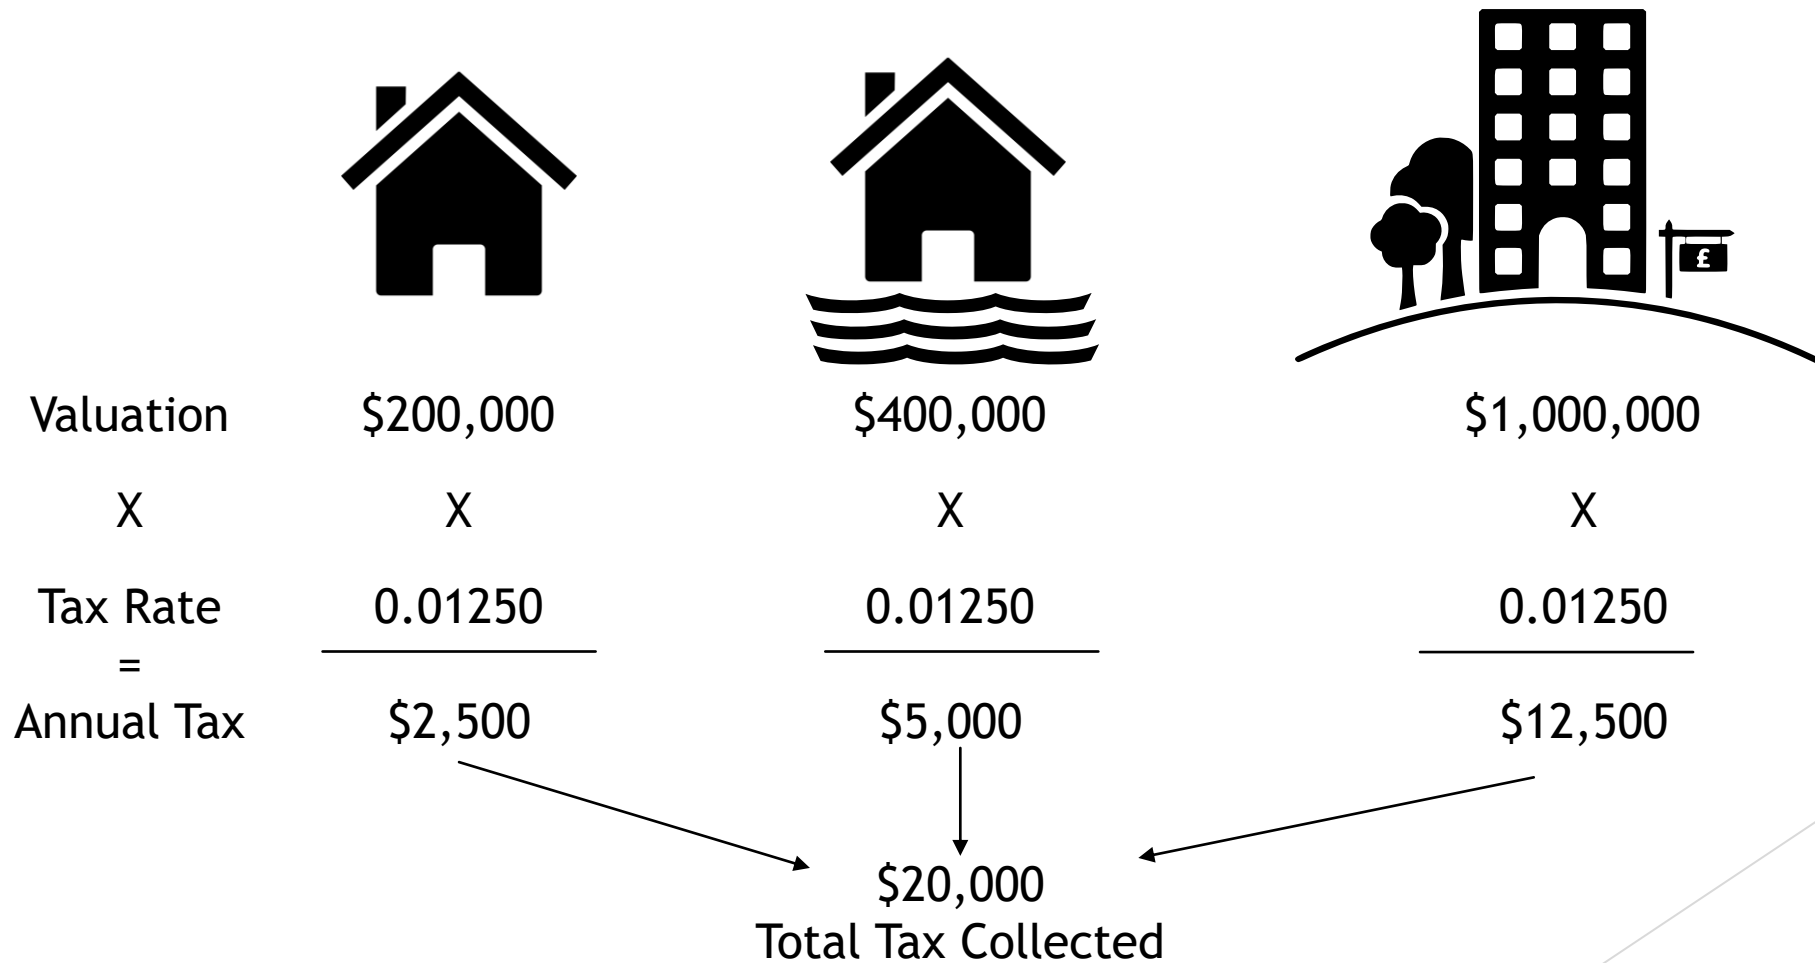 £
Valuation $200,000 $400,000 $1,000,000
X X X X
Tax Rate 0.01250 0.01250 0.01250
=
Annual Tax $2,500 $5,000 $12,500
$20,000
Total Tax Collected